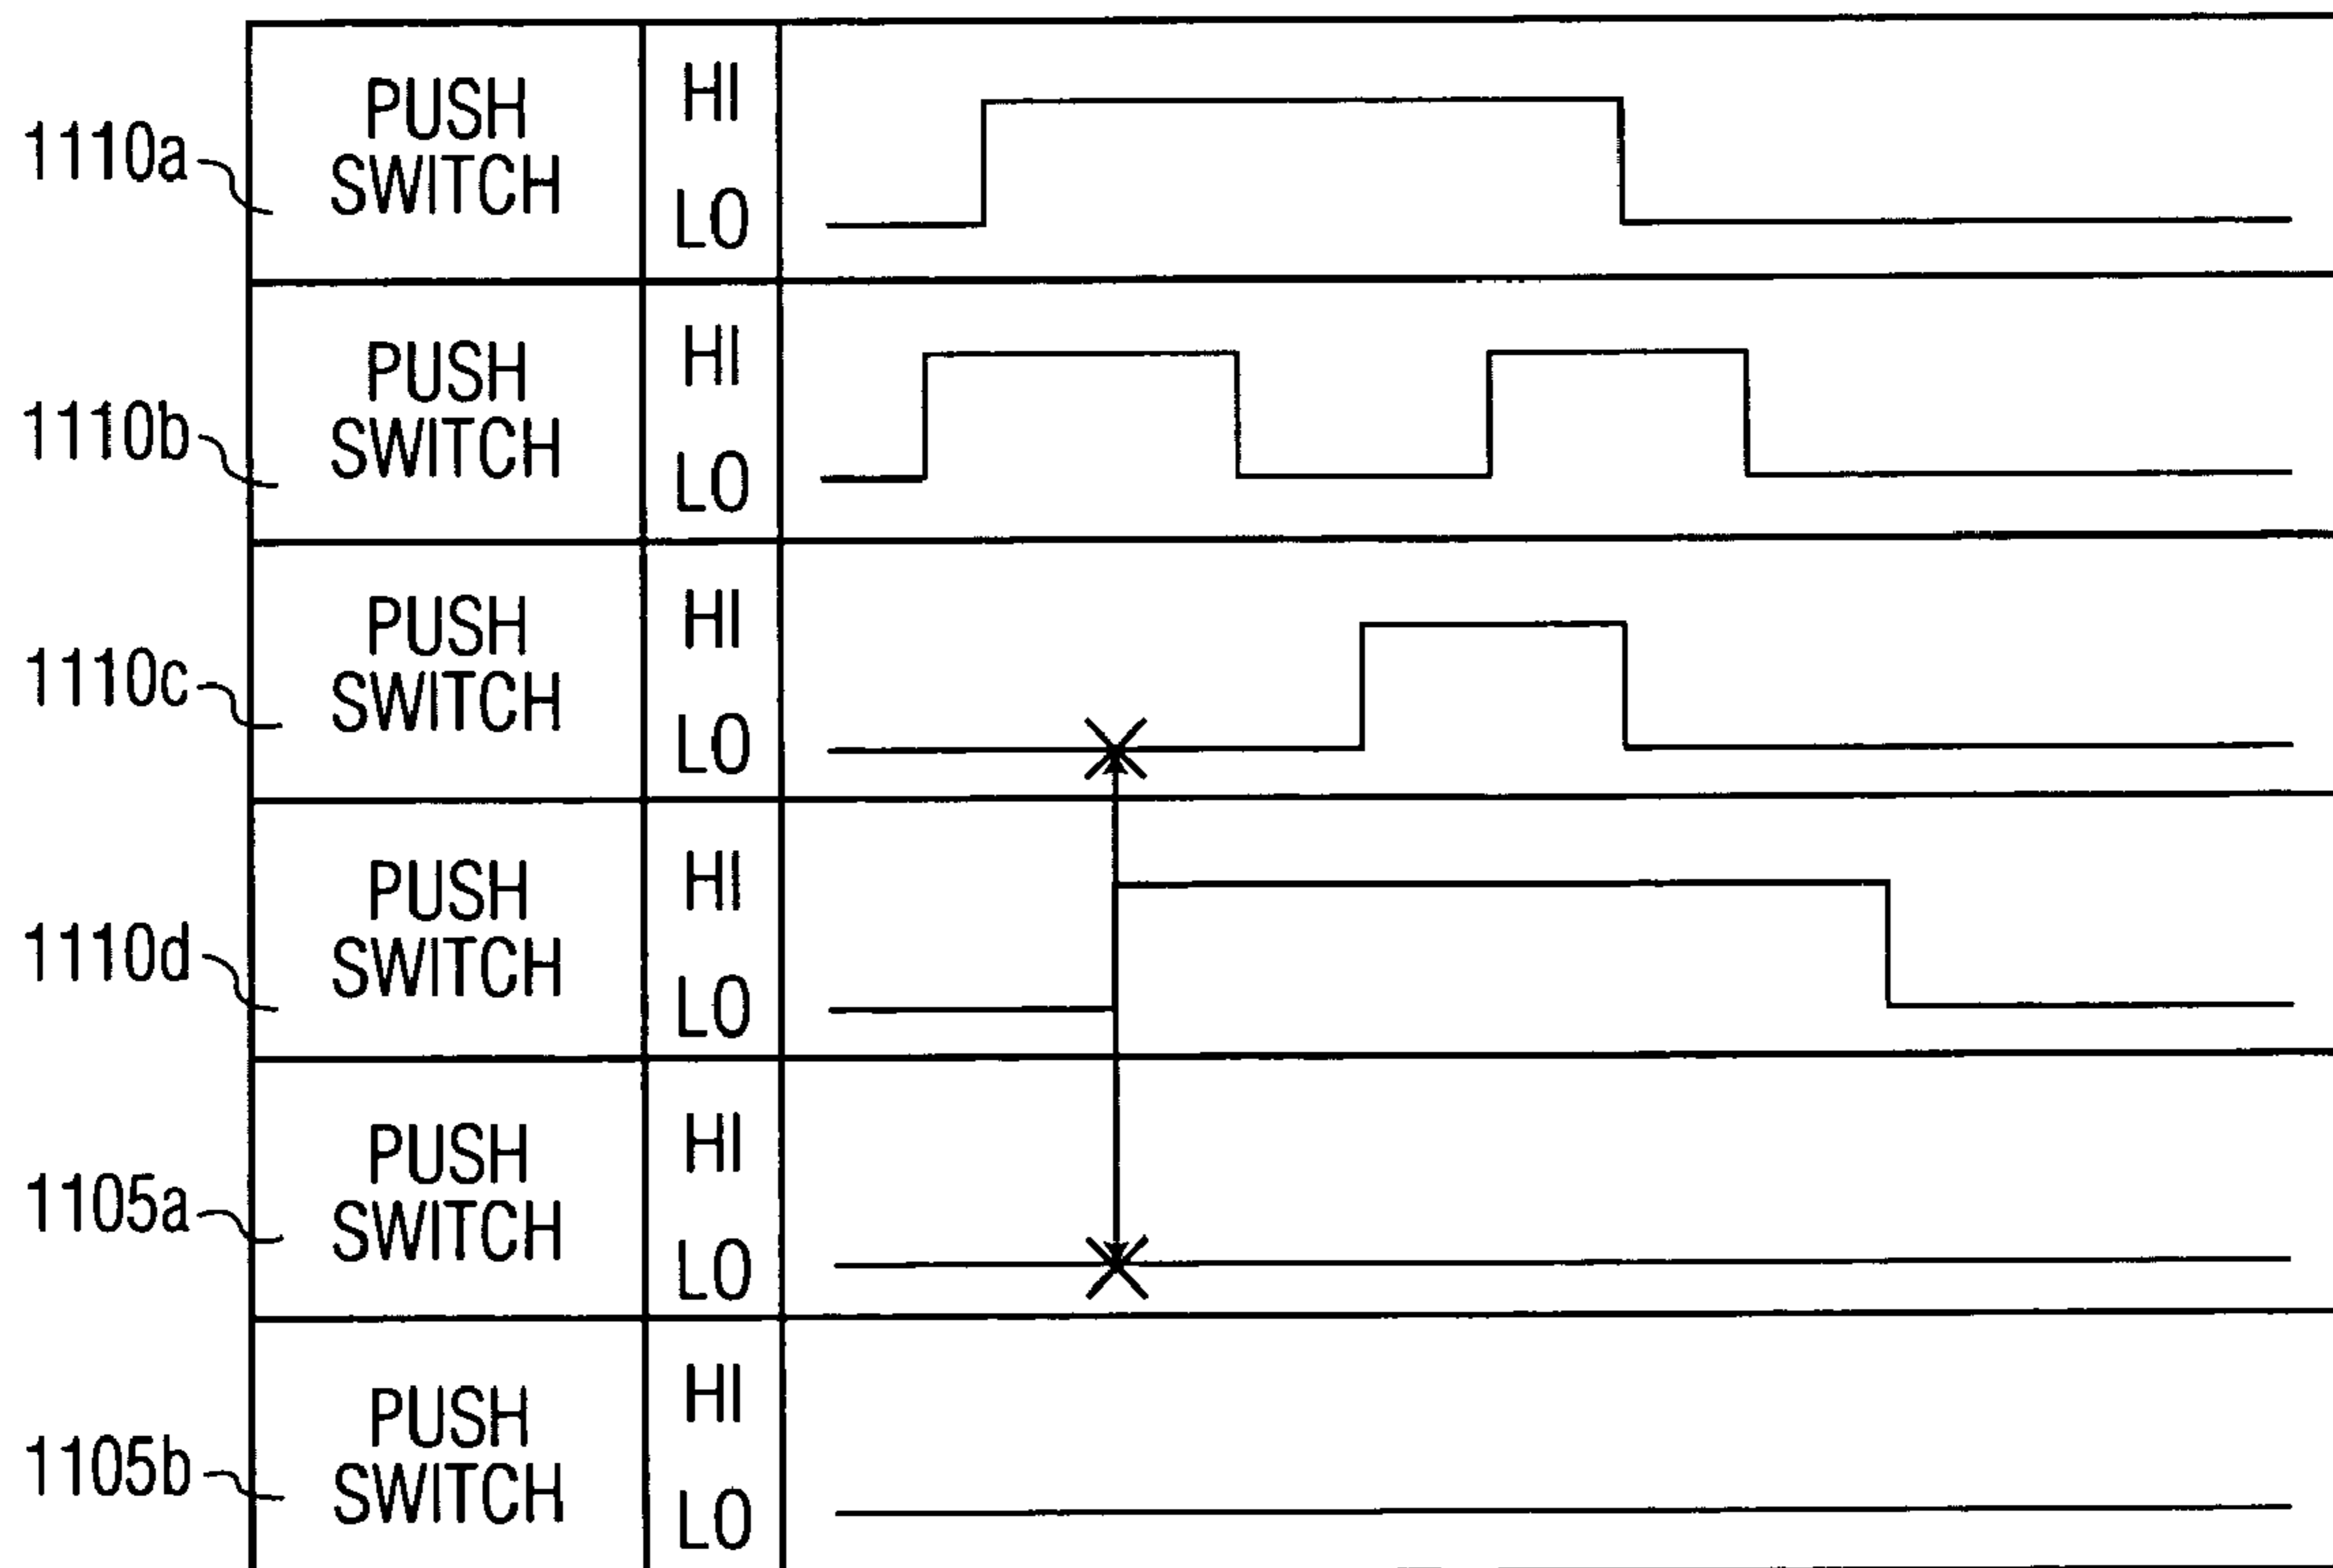 1110a
PUSH
SWITCH
HI
LO
1110b
PUSH
SWITCH
HI
LO
1110c
PUSH
SWITCH
HI
LO
1110d
PUSH
SWITCH
HI
LO
1105a
PUSH
SWITCH
HI
LO
1105b
PUSH
SWITCH
HI
LO